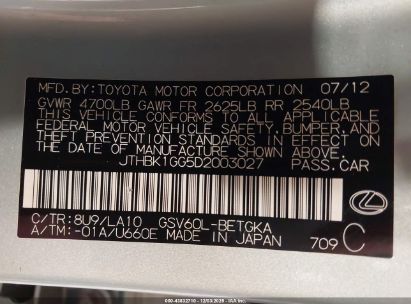 MFD.BY:TOYOTA MOTOR CORPORATION 07/12
GVWR 4700LB GAWR FR 2625LB RR 2540LB
THIS VEHICLE CONFORMS TO ALL APPLICABLE
FEDERAL MOTOR VEHICLE SAFETY,BUMPER,AND
THEFT PREVENTION STANDARDS IN EFFECT ON
THE DATE OF MANUFACTURE SHOWN ABOVE.
JTHBK1GG5D2003027 PASS.CAR
C/TR:8U9/LA10 GSV60L-BETGKA
A/TM:-01A/U660E MADE IN JAPAN 709 C